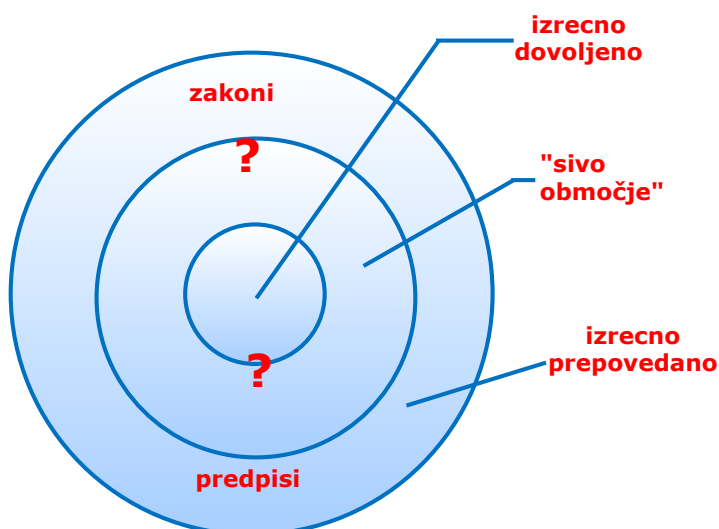 izrecno
dovoljeno
zakoni
?
"sivo
območje"
izrecno
prepovedano
?
predpisi